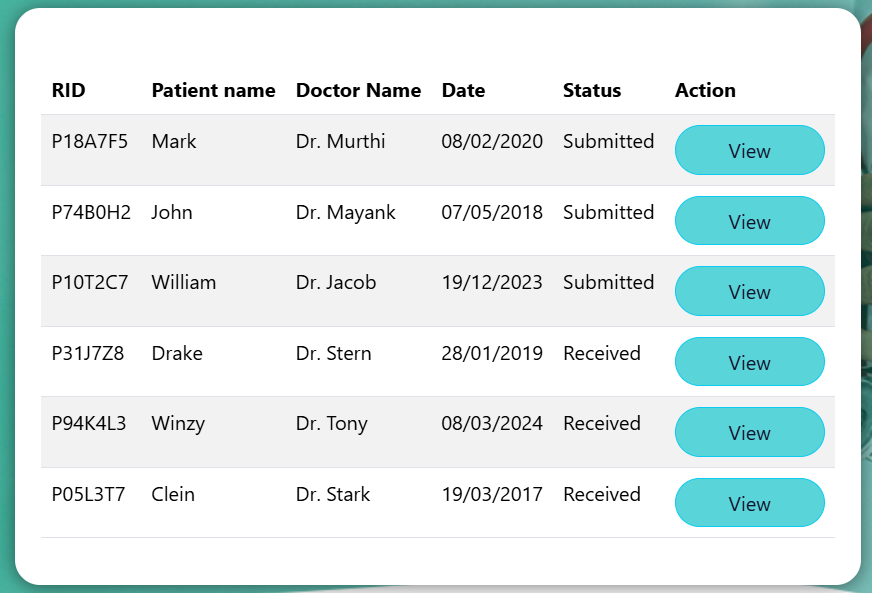 RID Patient name Doctor Name Date Status Action
P18A7F5 Mark Dr. Murthi 08/02/2020 Submitted View
P74B0H2 John Dr. Mayank 07/05/2018 Submitted View
P10T2C7 William Dr. Jacob 19/12/2023 Submitted View
P31J7Z8 Drake Dr. Stern 28/01/2019 Received View
P94K4L3 Winzy Dr. Tony 08/03/2024 Received View
P05L3T7 Clein Dr. Stark 19/03/2017 Received View